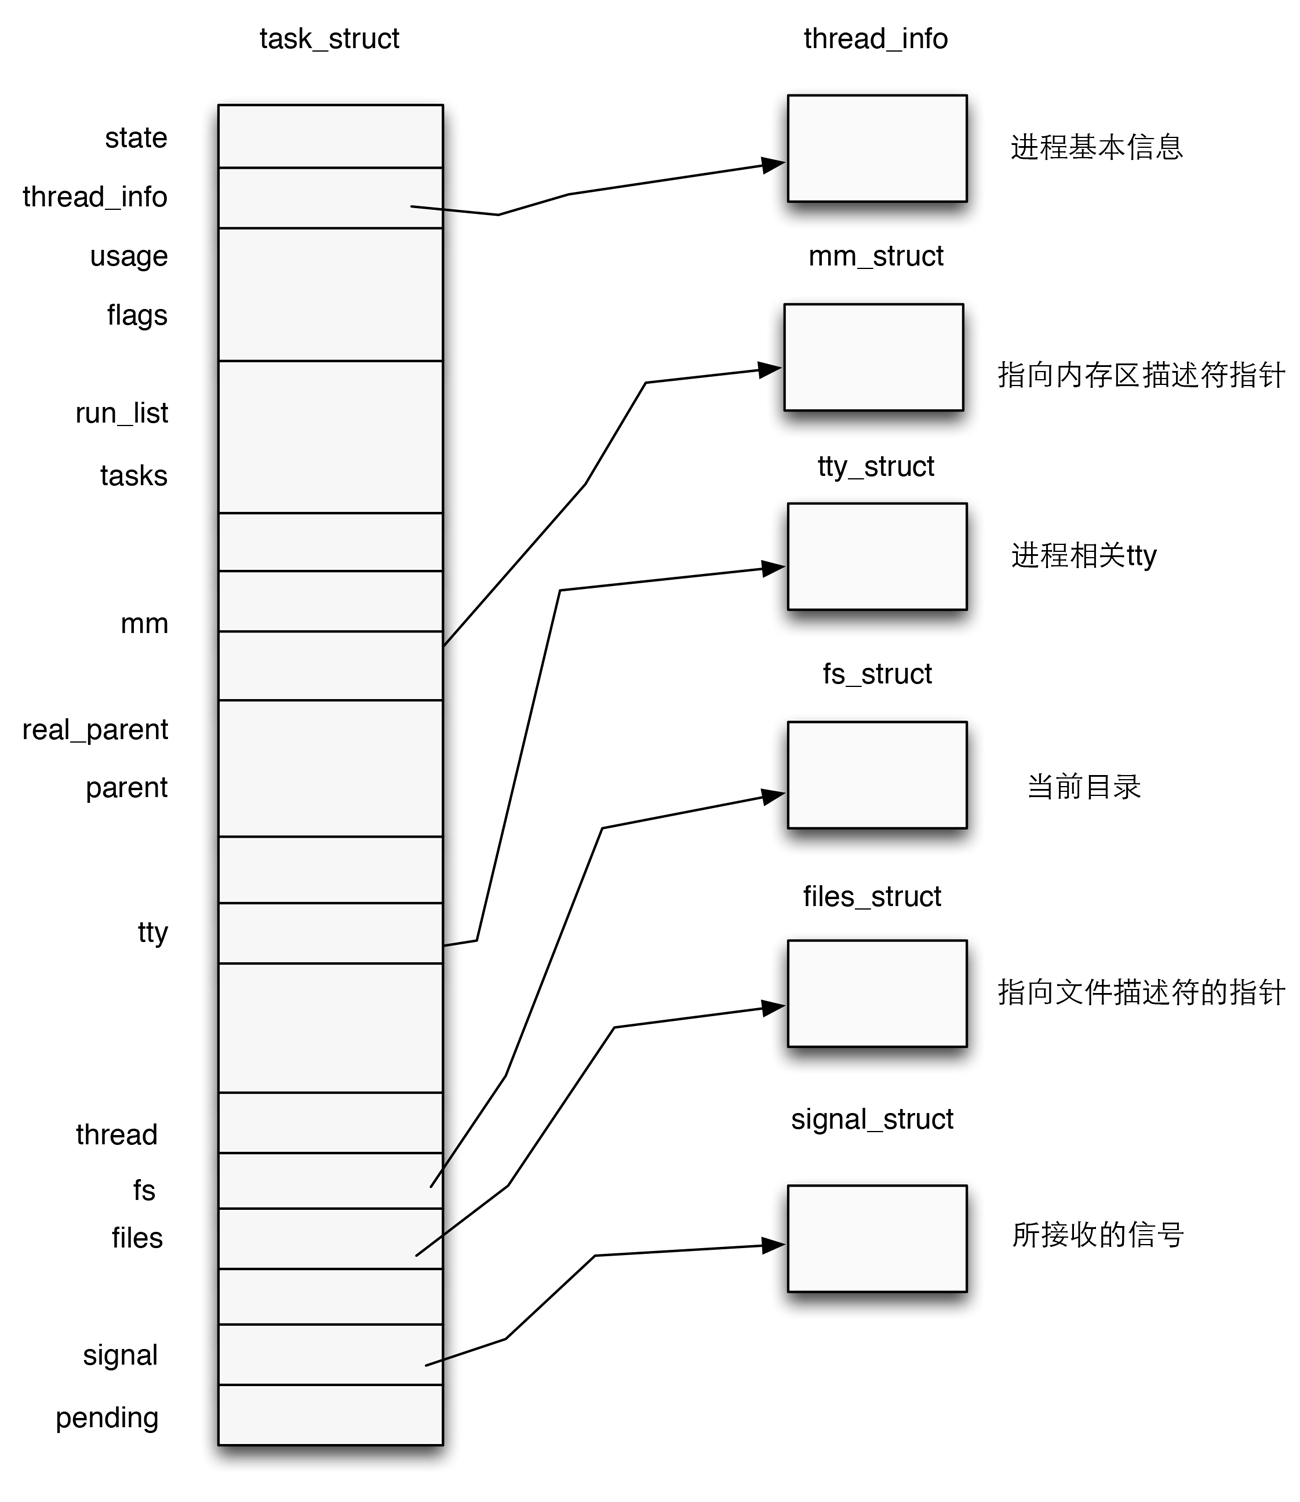 task_struct
thread_info
state
进程基本信息
thread_info
usage
mm_struct
flags
指向内存区描述符指针
run_list
tty_struct
tasks
进程相关tty
mm
fs_struct
real_parent
parent
当前目录
files_struct
tty
指向文件描述符的指针
signal_struct
thread
fs
files
所接收的信号
signal
pending